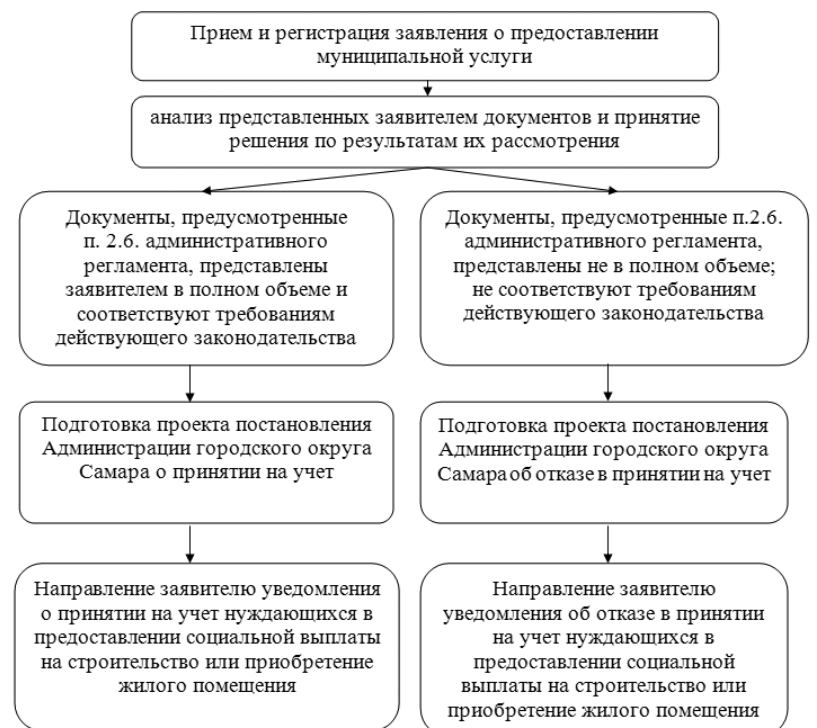 Прием и регистрация заявления о предоставлении
муниципальной услуги
анализ представленных заявителем документов и принятие
решения по результатам их рассмотрения
Документы, предусмотренные
п. 2.6. административного
регламента, представлены
заявителем в полном объеме и
соответствуют требованиям
действующего законодательства
Документы, предусмотренные п.2.6.
административного регламента,
представлены не в полном объеме;
не соответствуют требованиям
действующего законодательства
Подготовка проекта постановления
Администрации городского округа
Самара о принятии на учет
Подготовка проекта постановления
Администрации городского округа
Самара об отказе в принятии на учет
Направление заявителю уведомления
о принятии на учет нуждающихся в
предоставлении социальной выплаты
на строительство или приобретение
жилого помещения
Направление заявителю
уведомления об отказе в принятии
на учет нуждающихся в
предоставлении социальной
выплаты на строительство или
приобретение жилого помещения